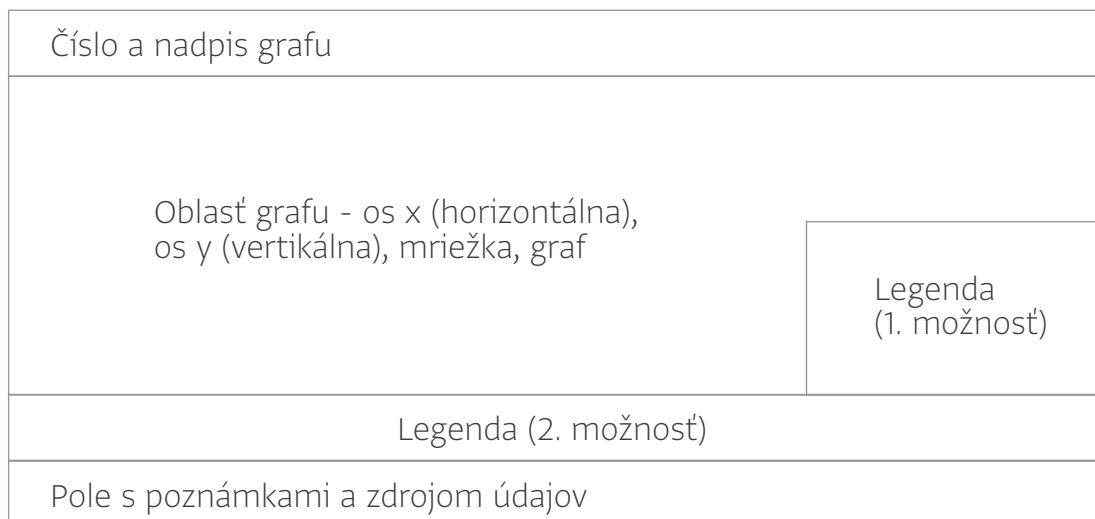 Číslo a nadpis grafu
Oblasť grafu - os x (horizontálna),
os y (vertikálna), mriežka, graf
Legenda
(1. možnosť)
Legenda (2. možnosť)
Pole s poznámkami a zdrojom údajov